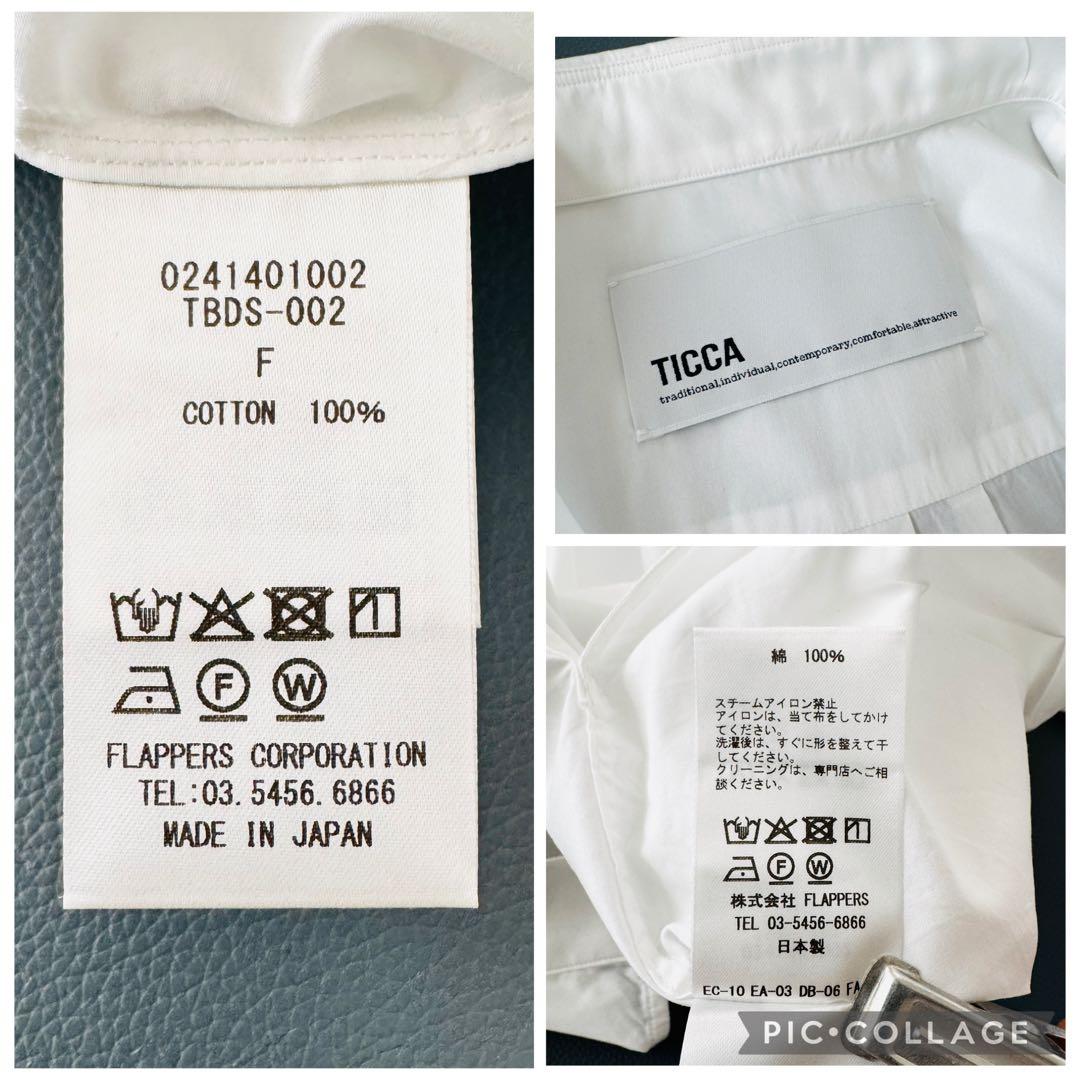 0241401002
TBDS-002
F
COTTON 100%
F W
FLAPPERS CORPORATION
TEL:03.5456.6866
MADE IN JAPAN
TICCA
traditional,individual,contemporary,comfortable,attractive
綿 100%
スチームアイロン禁止
アイロンは、当て布をしてかけ
てください。
洗濯後は、すぐに形を整えて干
してください。
クリーニングは、専門店へご相
談ください。
F W
株式会社 FLAPPERS
TEL 03-5456-6866
日本製
EC-10 EA-03 DB-06
PIC•COLLAGE